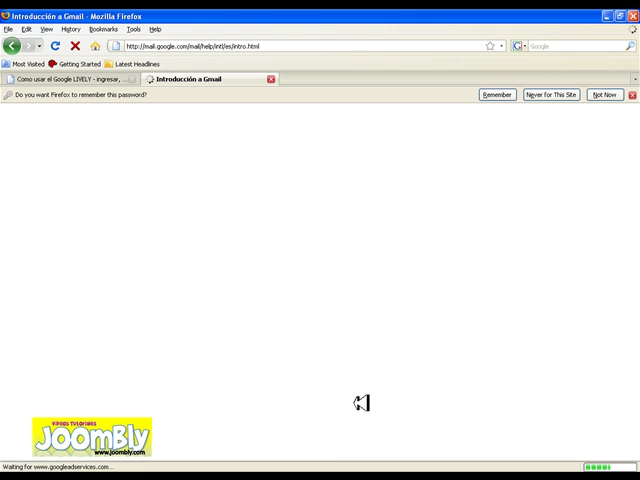 Introducción a Gmail - Mozilla Firefox
File Edit View History Bookmarks Tools Help
http://mail.google.com/mail/help/intl/es/intro.html
Google
Most Visited Getting Started Latest Headlines
Como usar el Google LIVELY - ingresar, ...
Introducción a Gmail
Do you want Firefox to remember this password?
Remember Never for This Site Not Now
Videos Tutoriales
Joombly
www.joombly.com
Waiting for www.googleadservices.com...